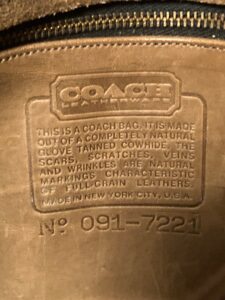 COACH
LEATHERWARE
THIS IS A COACH BAG. IT IS MADE
OUT OF A COMPLETELY NATURAL
GLOVE TANNED COWHIDE. THE
SCARS, SCRATCHES, VEINS
AND WRINKLES ARE NATURAL
MARKINGS CHARACTERISTIC
OF FULL-GRAIN LEATHERS.
MADE IN NEW YORK CITY, U.S.A.
Nº 091-7221